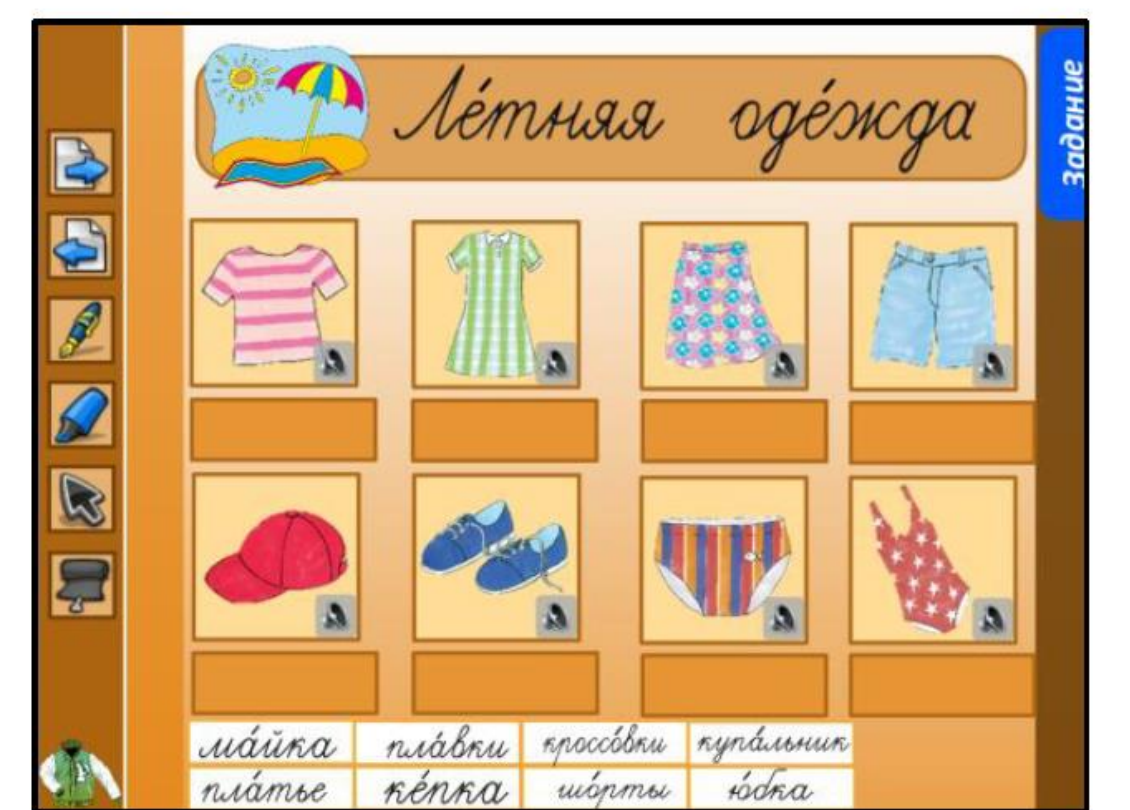 Ле́тняя оде́жда
Задание
ма́йка пла́вки кроссо́вки купа́льник
пла́тье ке́пка шо́рты ю́бка